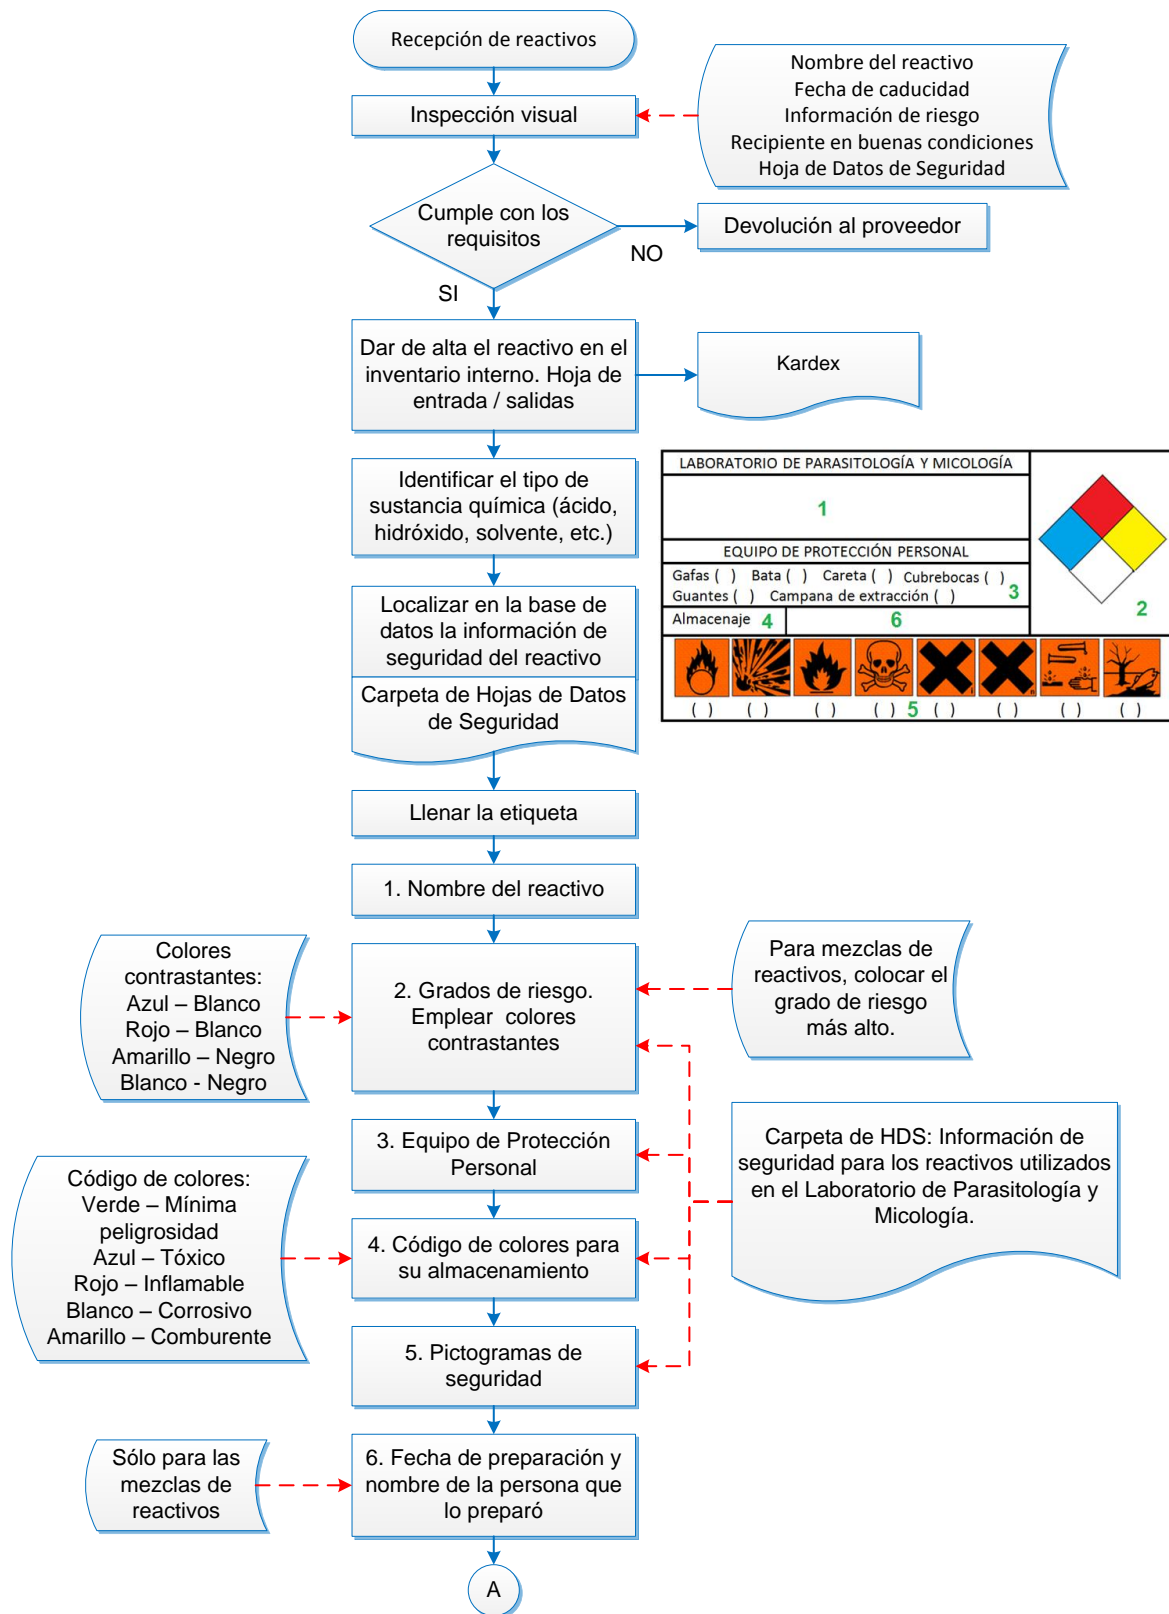 Recepción de reactivos
Nombre del reactivo
Fecha de caducidad
Información de riesgo
Recipiente en buenas condiciones
Hoja de Datos de Seguridad
Inspección visual
Cumple con los
requisitos
NO
Devolución al proveedor
SI
Dar de alta el reactivo en el
inventario interno. Hoja de
entrada / salidas
Kardex
Identificar el tipo de
sustancia química (ácido,
hidróxido, solvente, etc.)
LABORATORIO DE PARASITOLOGÍA Y MICOLOGÍA
1
EQUIPO DE PROTECCIÓN PERSONAL
Gafas ( ) Bata ( ) Careta ( ) Cubrebocas ( )
Guantes ( ) Campana de extracción ( ) 3
2
Almacenaje 4 6
( ) ( ) ( ) ( ) 5 ( ) ( ) ( ) ( )
Localizar en la base de
datos la información de
seguridad del reactivo
Carpeta de Hojas de Datos
de Seguridad
Llenar la etiqueta
1. Nombre del reactivo
Colores
contrastantes:
Azul – Blanco
Rojo – Blanco
Amarillo – Negro
Blanco - Negro
2. Grados de riesgo.
Emplear colores
contrastantes
Para mezclas de
reactivos, colocar el
grado de riesgo
más alto.
3. Equipo de Protección
Personal
Carpeta de HDS: Información de
seguridad para los reactivos utilizados
en el Laboratorio de Parasitología y
Micología.
Código de colores:
Verde – Mínima
peligrosidad
Azul – Tóxico
Rojo – Inflamable
Blanco – Corrosivo
Amarillo – Comburente
4. Código de colores para
su almacenamiento
5. Pictogramas de
seguridad
Sólo para las
mezclas de
reactivos
6. Fecha de preparación y
nombre de la persona que
lo preparó
A